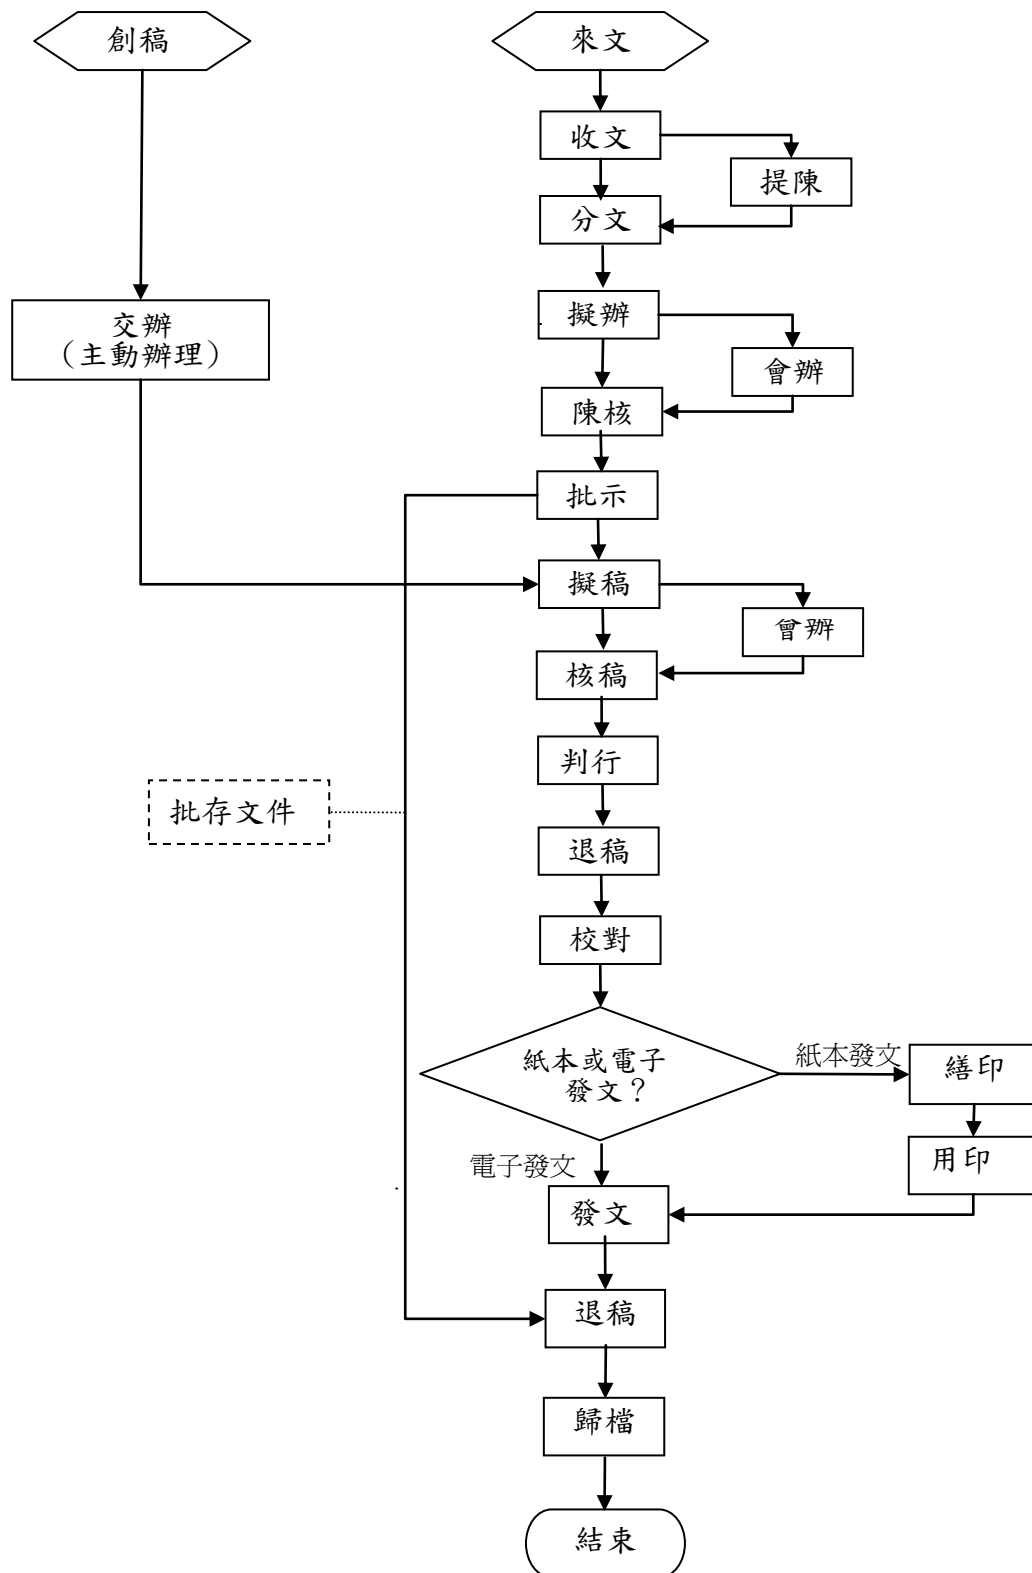 創稿
來文
收文
提陳
分文
交辦
（主動辦理）
擬辦
會辦
陳核
批示
擬稿
會辦
核稿
判行
批存文件
退稿
校對
紙本或電子
發文？
紙本發文
繕印
用印
電子發文
發文
退稿
歸檔
結束